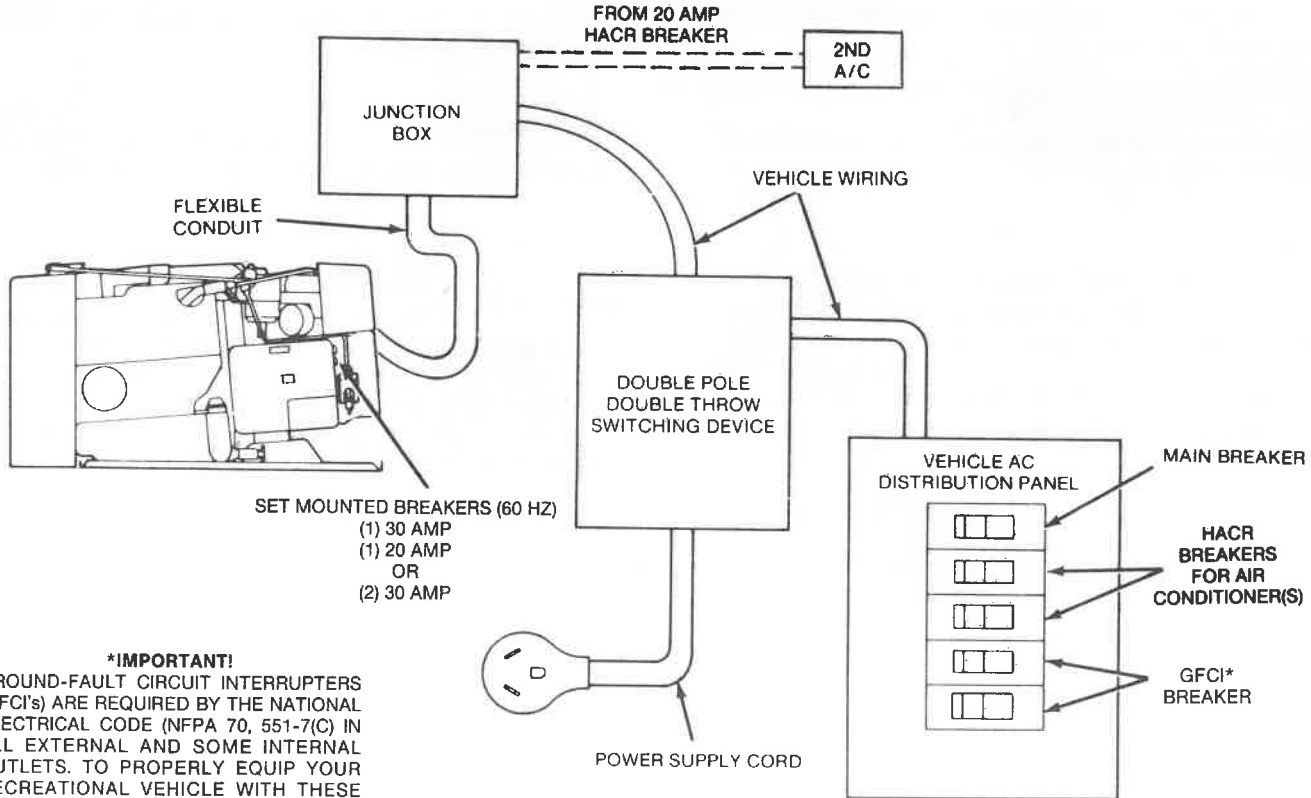 FROM 20 AMP
HACR BREAKER
2ND
A/C
JUNCTION
BOX
VEHICLE WIRING
FLEXIBLE
CONDUIT
DOUBLE POLE
DOUBLE THROW
SWITCHING DEVICE
VEHICLE AC
DISTRIBUTION PANEL
MAIN BREAKER
HACR
BREAKERS
FOR AIR
CONDITIONER(S)
GFCI*
BREAKER
SET MOUNTED BREAKERS (60 HZ)
(1) 30 AMP
(1) 20 AMP
OR
(2) 30 AMP
POWER SUPPLY CORD
*IMPORTANT!
ROUND-FAULT CIRCUIT INTERRUPTERS
FCI's) ARE REQUIRED BY THE NATIONAL
ECTRICAL CODE (NFPA 70, 551-7(C) IN
LL EXTERNAL AND SOME INTERNAL
UTLETS. TO PROPERLY EQUIP YOUR
ECREATIONAL VEHICLE WITH THESE